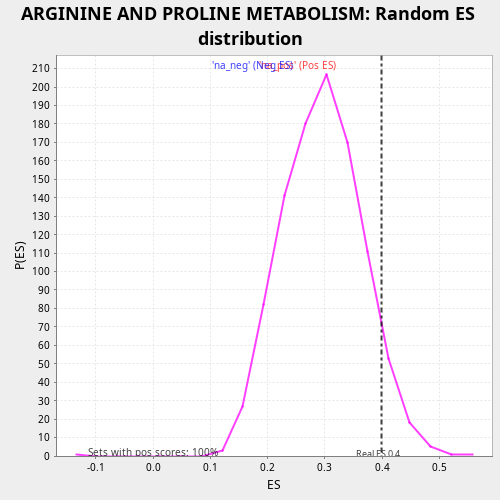 ARGININE AND PROLINE METABOLISM: Random ES
distribution
'na_neg' (Neg ES)
'na_pos' (Pos ES)
P(ES)
210
200
190
180
170
160
150
140
130
120
110
100
90
80
70
60
50
40
30
20
10
0
Sets with pos scores: 100%
Real ES 0.4
-0.1 0.0 0.1 0.2 0.3 0.4 0.5
ES